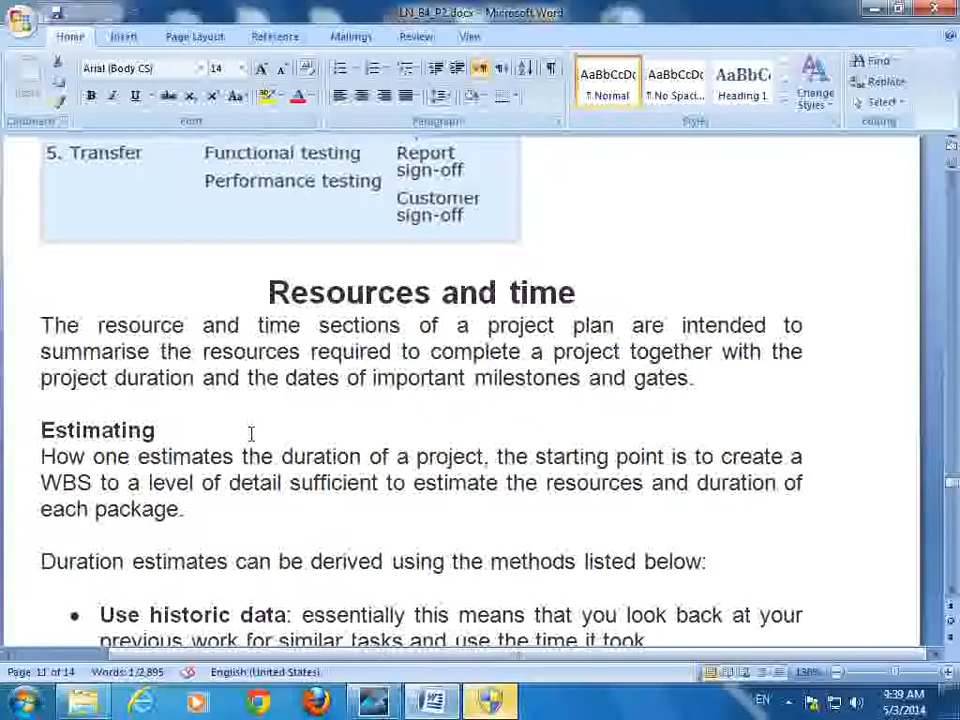 LN_B4_P2.docx - Microsoft Word
Home Insert Page Layout Reference Mailings Review View
Arial (Body CS) 14
AaBbCcDc AaBbCcDc AaBbC
¶ Normal ¶ No Spaci... Heading 1
Change Styles
Find
Replace
Select
Font Paragraph Styles Editing
5. Transfer Functional testing Report sign-off
Performance testing
Customer sign-off
Resources and time
The resource and time sections of a project plan are intended to
summarise the resources required to complete a project together with the
project duration and the dates of important milestones and gates.
Estimating
How one estimates the duration of a project, the starting point is to create a
WBS to a level of detail sufficient to estimate the resources and duration of
each package.
Duration estimates can be derived using the methods listed below:
• Use historic data: essentially this means that you look back at your
previous work for similar tasks and use the time it took
Page 11 of 14 Words: 1/2,895 English (United States) 130%
EN 9:39 AM
5/3/2014